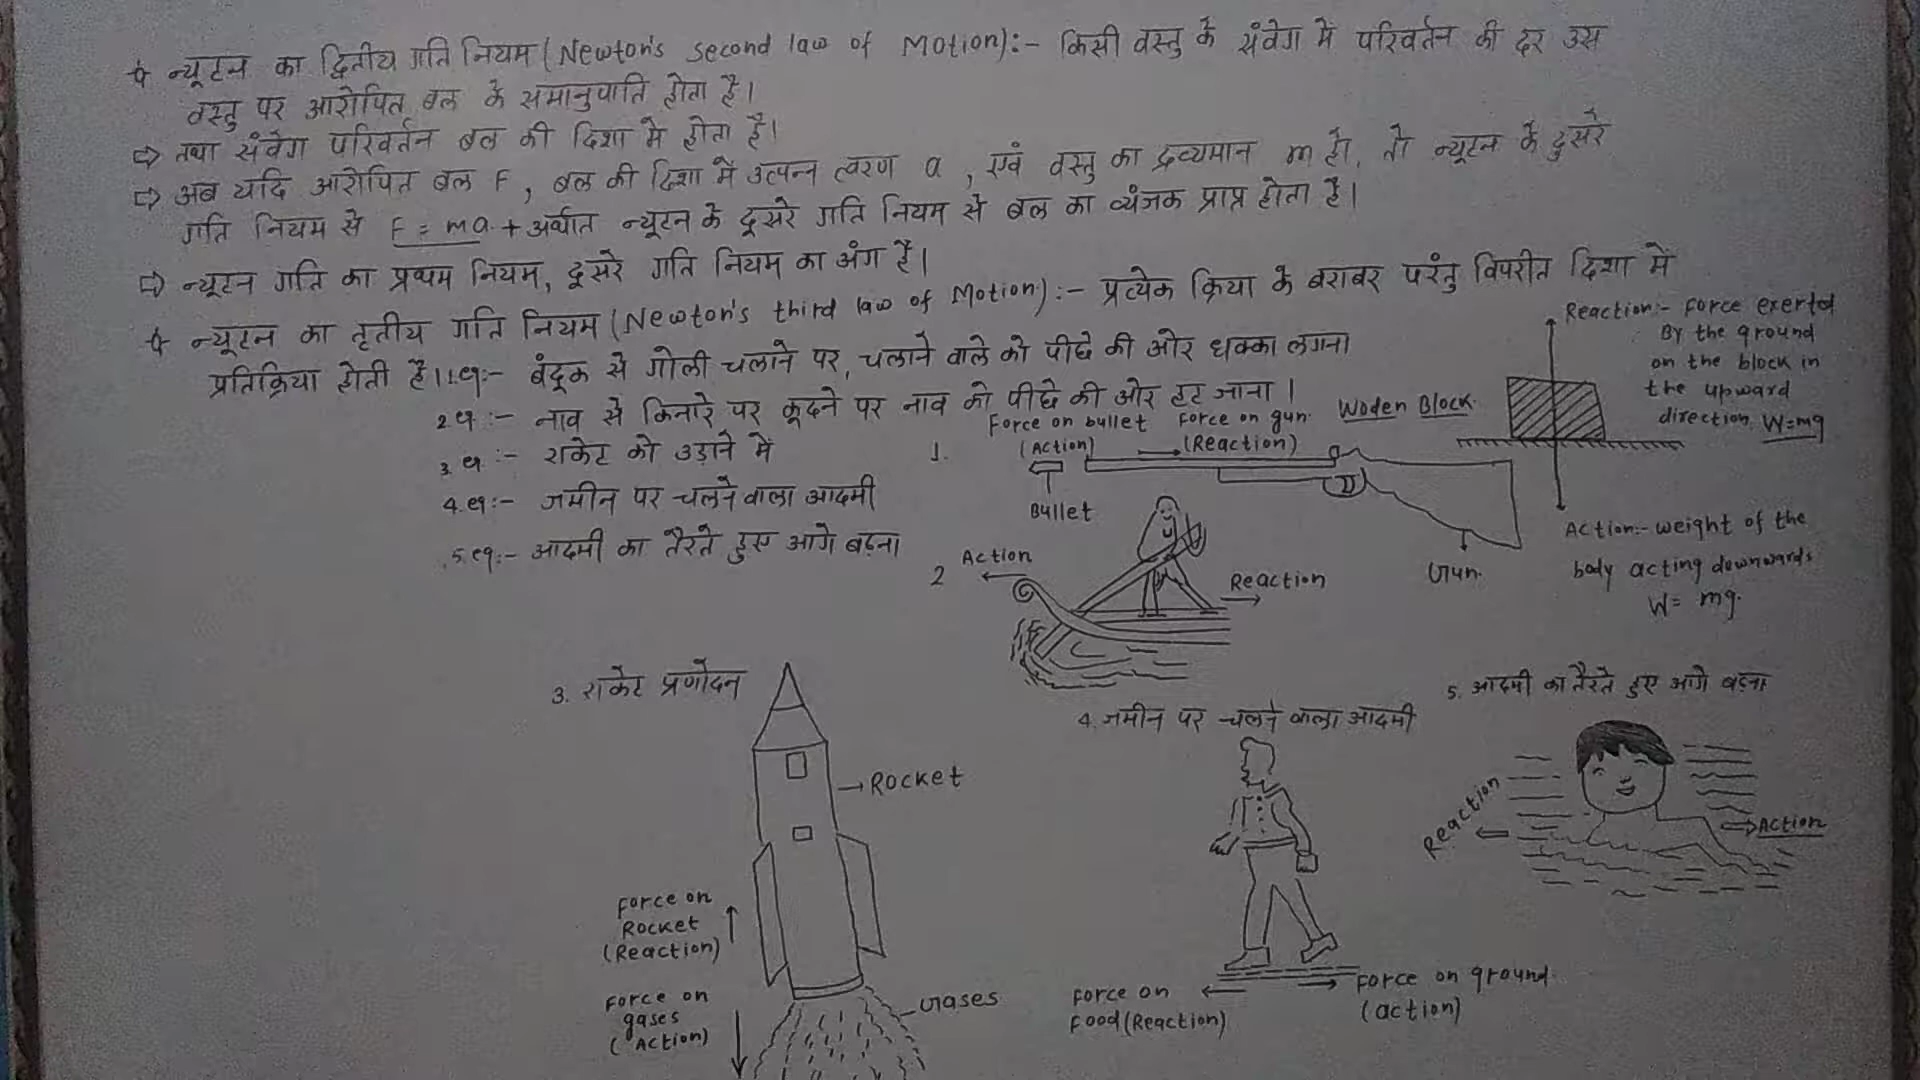 न्यूटन का द्वितीय गति नियम (Newton's second law of Motion):- किसी वस्तु के संवेग में परिवर्तन की दर उस
वस्तु पर आरोपित बल के समानुपाति होता है।
⇒ तथा संवेग परिवर्तन बल की दिशा मे होता है।
⇒ अब यदि आरोपित बल F, बल की दिशा में उत्पन्न त्वरण a, एवं वस्तु का द्रव्यमान m हो, तो न्यूटन के दुसरे
गति नियम से F = ma. + अर्थात न्यूटन के दूसरे गति नियम से बल का व्यंजक प्राप्त होता है।
⇒ न्यूटन गति का प्रथम नियम, दूसरे गति नियम का अंग है।
न्यूटन का तृतीय गति नियम (Newton's third law of Motion):- प्रत्येक क्रिया के बराबर परंतु विपरीत दिशा में
प्रतिक्रिया होती है। 1.eg:- बंदूक से गोली चलाने पर, चलाने वाले को पीछे की ओर धक्का लगना
2 eg:- नाव से किनारे पर कूदने पर नाव को पीछे की ओर हट जाना।
3. eg:- राकेट को उड़ाने में
4. eg:- जमीन पर चलने वाला आदमी
5. eg:- आदमी का तैरते हुए आगे बढ़ना
Reaction:- Force exerted
By the ground
on the block in
the upward
direction W=mg
Woden Block.
1.
Force on bullet (Action)
Force on gun. (Reaction)
Bullet
Gun.
Action:- weight of the
body acting downwards
W= mg.
2
Action
Reaction
3. राकेट प्रणोदन
Rocket
Force on
Rocket
(Reaction)
Force on
gases
(Action)
Gases
4. जमीन पर चलने वाला आदमी
Force on
Food (Reaction)
Force on ground.
(action)
5. आदमी का तैरते हुए आगे बढ़ना
Reaction
Action